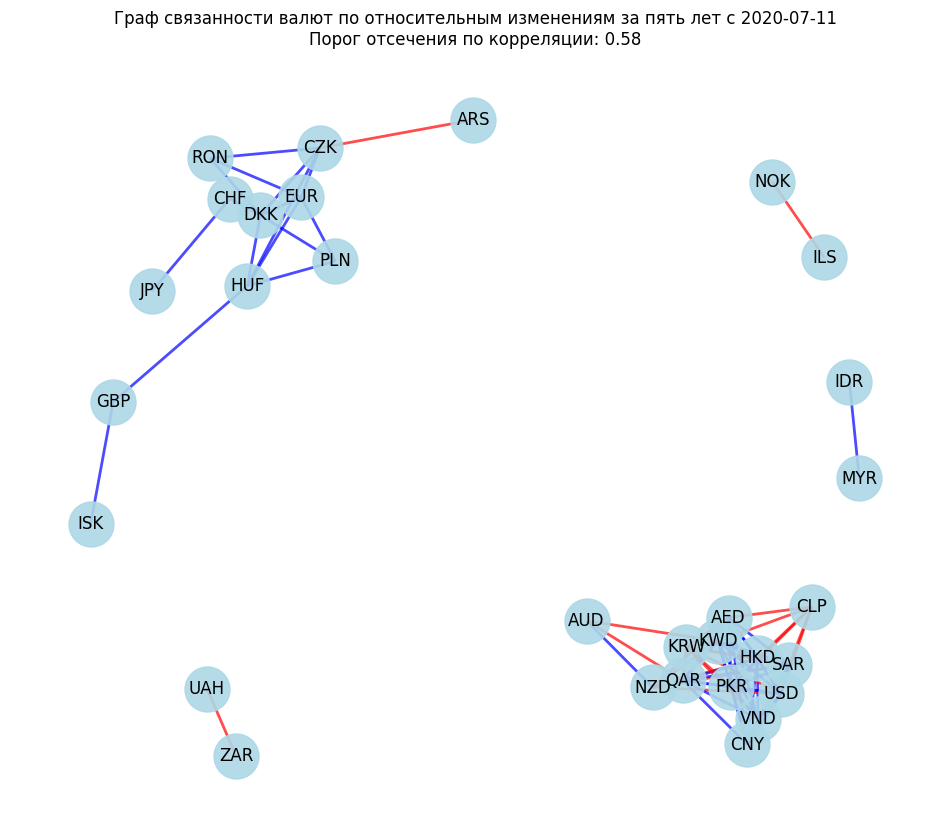 Граф связанности валют по относительным изменениям за пять лет с 2020-07-11
Порог отсечения по корреляции: 0.58
ARS
CZK
RON
NOK
CHF
EUR
DKK
ILS
PLN
HUF
JPY
IDR
GBP
MYR
ISK
CLP
AED
AUD
KWD
KRW
HKD
SAR
QAR
PKR
NZD
UAH
USD
VND
CNY
ZAR